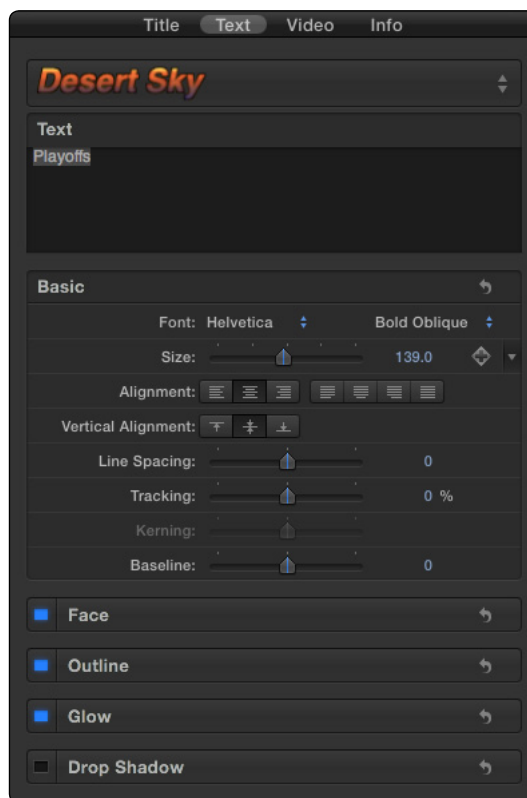 Title Text Video Info
Desert Sky
Text
Playoffs
Basic
Font: Helvetica Bold Oblique
Size: 139.0
Alignment:
Vertical Alignment:
Line Spacing: 0
Tracking: 0 %
Kerning:
Baseline: 0
Face
Outline
Glow
Drop Shadow